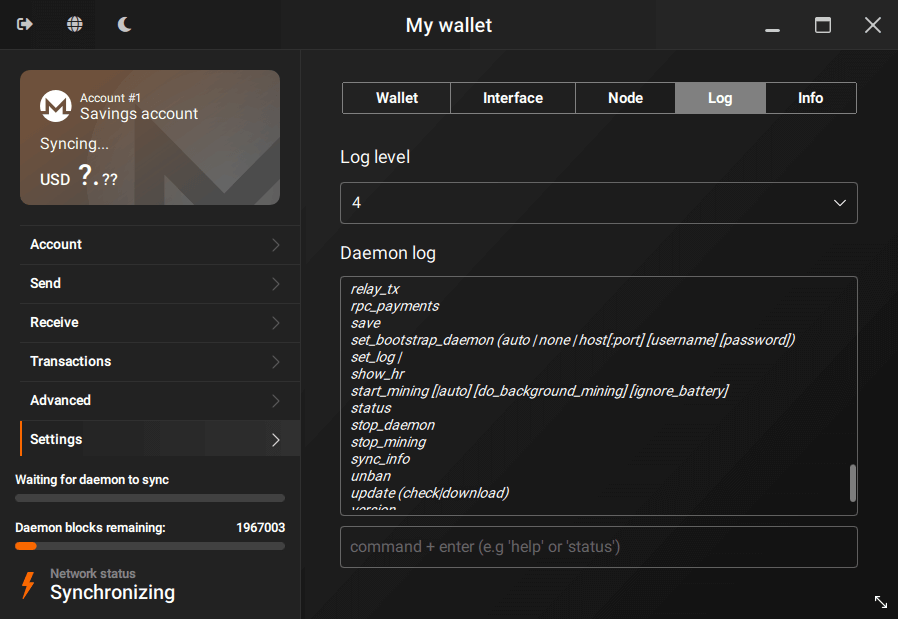 My wallet
Account #1
Savings account
Syncing...
USD ?.??
Account
Send
Receive
Transactions
Advanced
Settings
Waiting for daemon to sync
Daemon blocks remaining: 1967003
Network status
Synchronizing
Wallet Interface Node Log Info
Log level
4
Daemon log
relay_tx
rpc_payments
save
set_bootstrap_daemon (auto | none | host[:port] [username] [password])
set_log |
show_hr
start_mining [|auto] [do_background_mining] [ignore_battery]
status
stop_daemon
stop_mining
sync_info
unban
update (check|download)
version
command + enter (e.g 'help' or 'status')